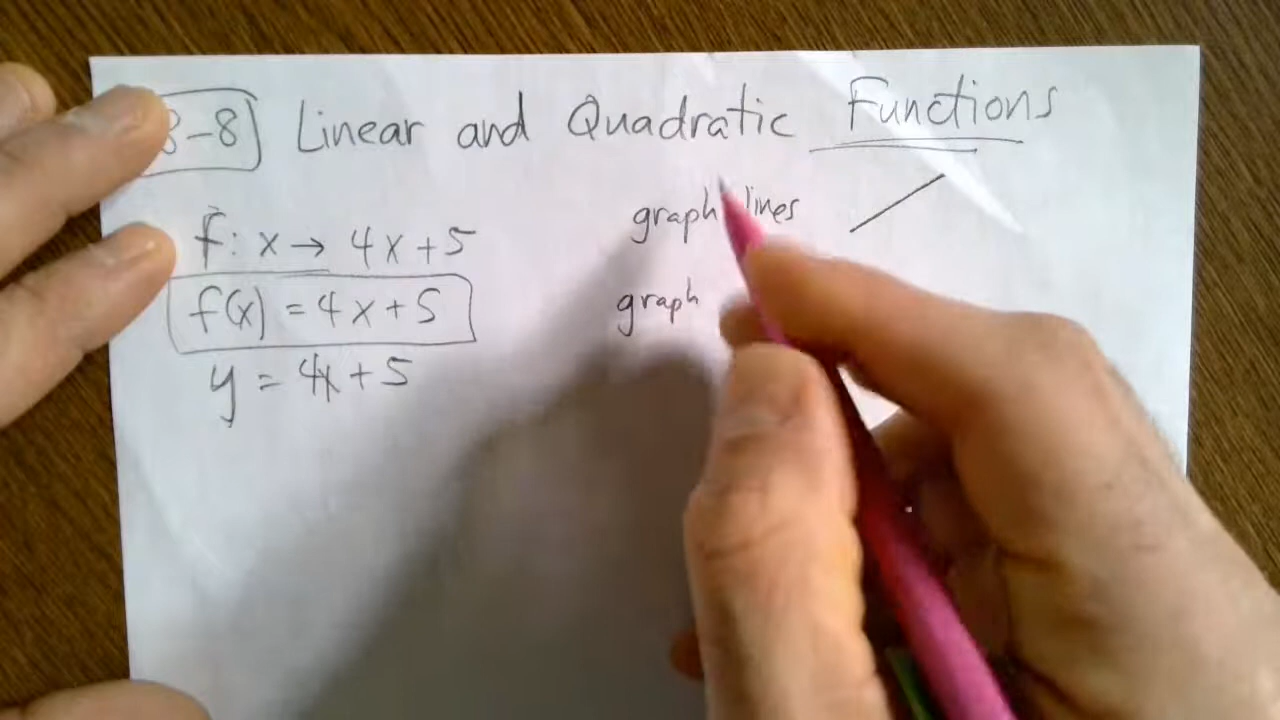 8-8 Linear and Quadratic Functions
f: x → 4x+5
f(x) = 4x+5
y = 4x+5
graph lines
graph